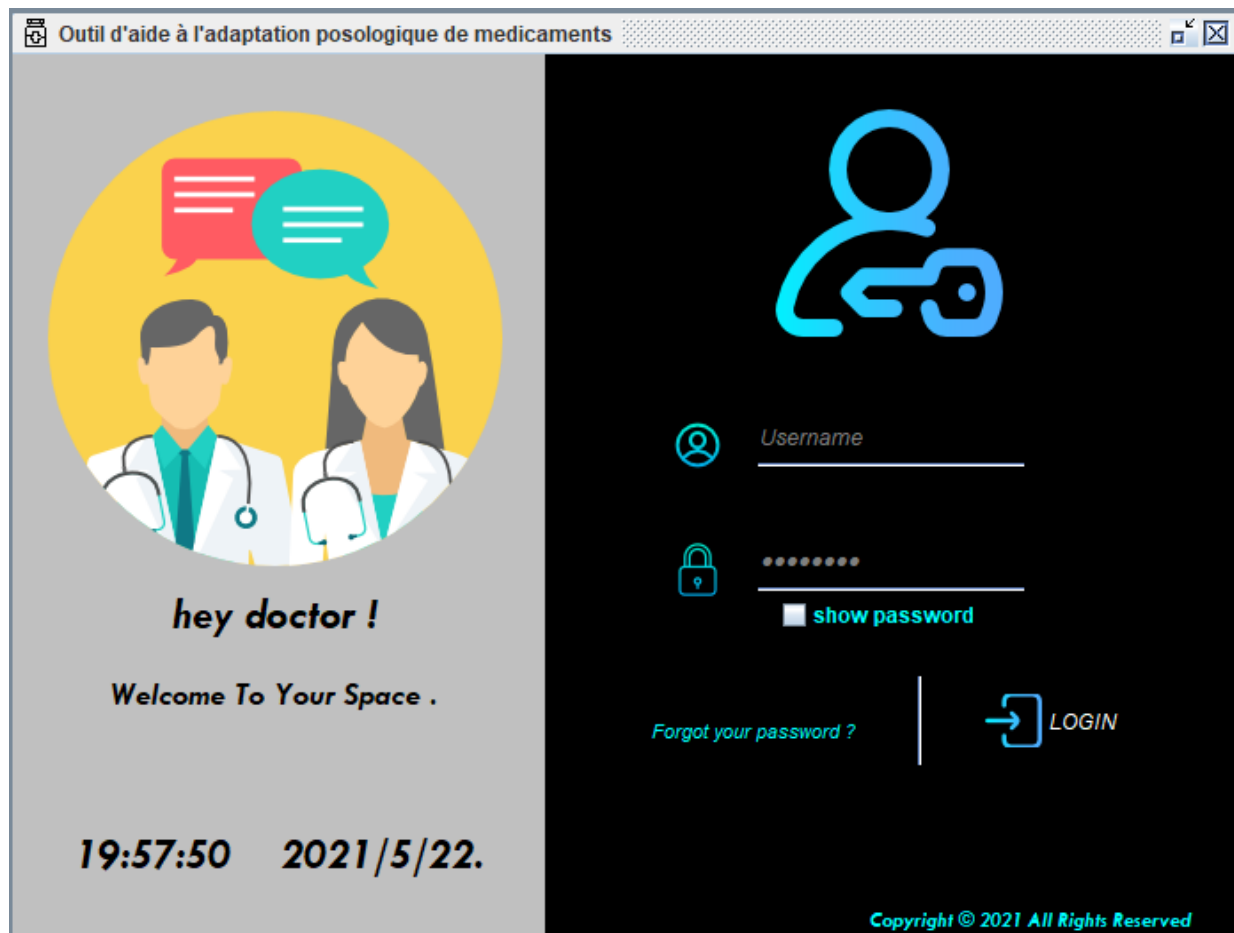 Outil d'aide à l'adaptation posologique de medicaments
hey doctor !
Welcome To Your Space .
19:57:50 2021/5/22.
Username
••••••••
show password
Forgot your password ?
LOGIN
Copyright © 2021 All Rights Reserved